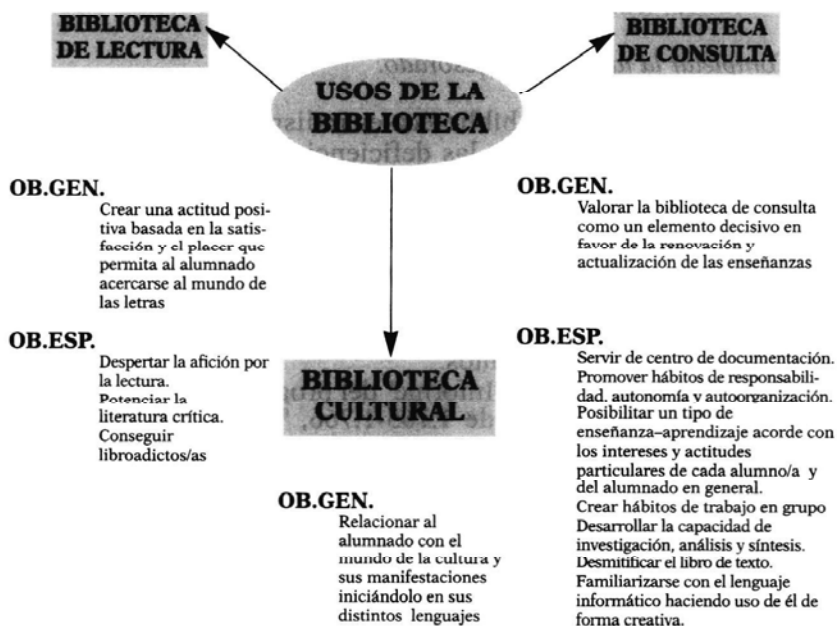 BIBLIOTECA
DE LECTURA
BIBLIOTECA
DE CONSULTA
USOS DE LA
BIBLIOTECA
OB.GEN.
Crear una actitud posi-
tiva basada en la satis-
facción y el placer que
permita al alumnado
acercarse al mundo de
las letras
OB.ESP.
Despertar la afición por
la lectura.
Potenciar la
literatura crítica.
Conseguir
libroadictos/as
BIBLIOTECA
CULTURAL
OB.GEN.
Relacionar al
alumnado con el
mundo de la cultura y
sus manifestaciones
iniciándolo en sus
distintos lenguajes
OB.GEN.
Valorar la biblioteca de consulta
como un elemento decisivo en
favor de la renovación y
actualización de las enseñanzas
OB.ESP.
Servir de centro de documentación.
Promover hábitos de responsabili-
dad, autonomía y autoorganización.
Posibilitar un tipo de
enseñanza–aprendizaje acorde con
los intereses y actitudes
particulares de cada alumno/a y
del alumnado en general.
Crear hábitos de trabajo en grupo
Desarrollar la capacidad de
investigación, análisis y síntesis.
Desmitificar el libro de texto.
Familiarizarse con el lenguaje
informático haciendo uso de él de
forma creativa.